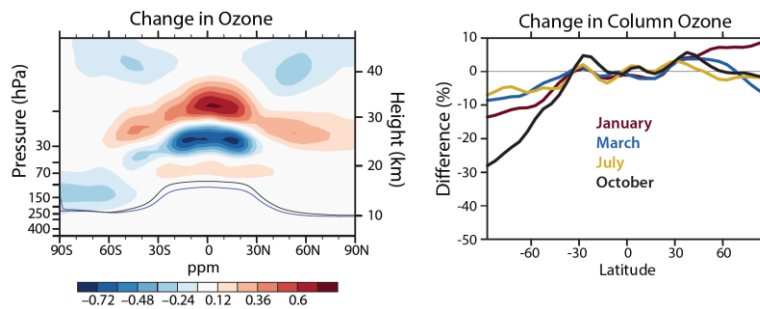 Change in Ozone
Pressure (hPa)
30
70
150
250
400
40
30
20
10
Height (km)
90S 60S 30S 0 30N 60N 90N
ppm
−0.72 −0.48 −0.24 0.12 0.36 0.6
Change in Column Ozone
Difference (%)
10
0
-10
-20
-30
-40
-50
January
March
July
October
-60 -30 0 30 60
Latitude